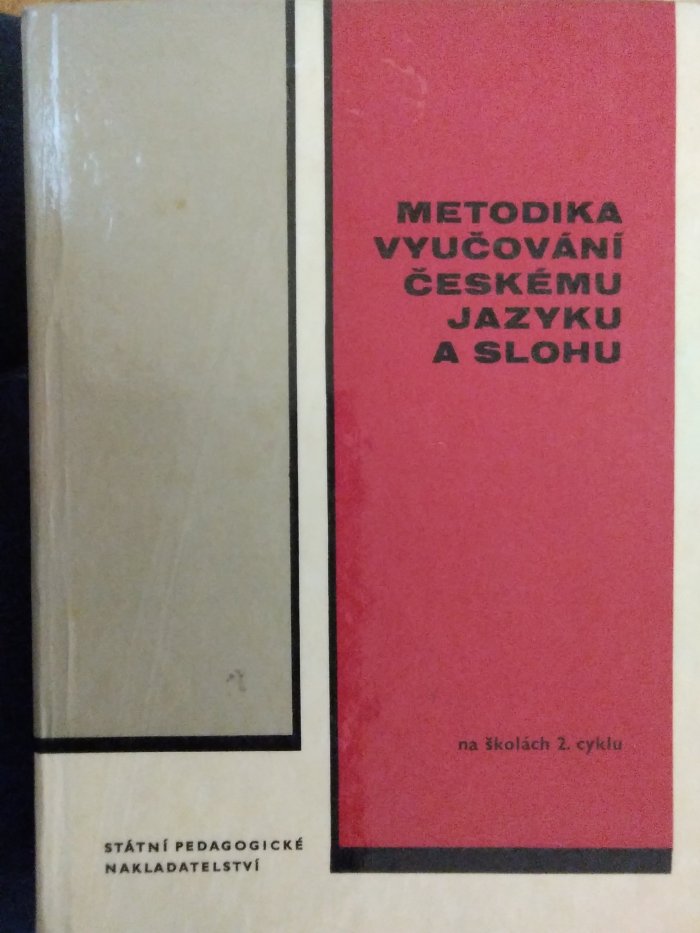 METODIKA
VYUČOVÁNÍ
ČESKÉMU
JAZYKU
A SLOHU
na školách 2. cyklu
STÁTNÍ PEDAGOGICKÉ
NAKLADATELSTVÍ